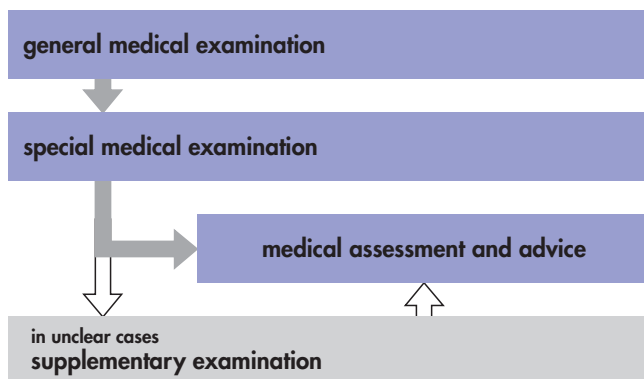 general medical examination
special medical examination
medical assessment and advice
in unclear cases
supplementary examination